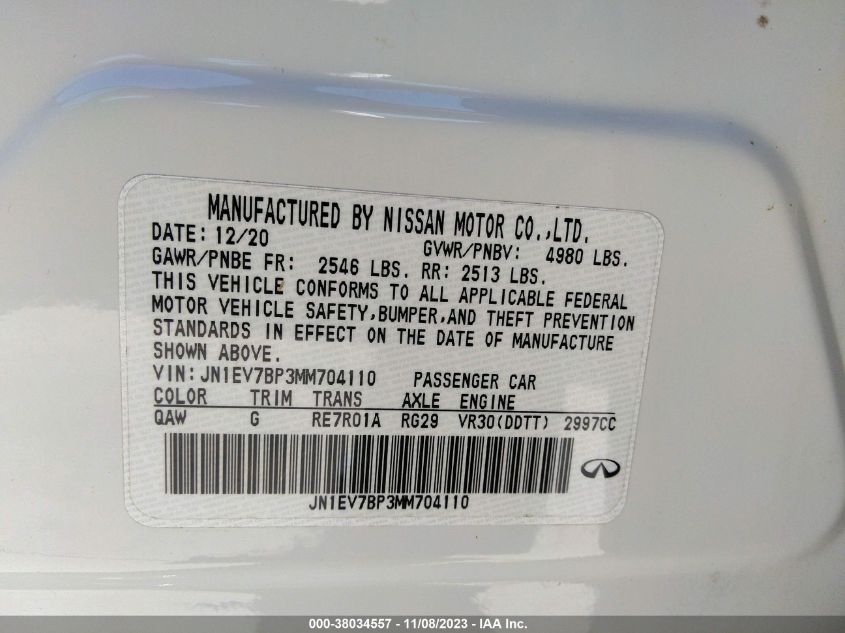 MANUFACTURED BY NISSAN MOTOR CO.,LTD.
DATE: 12/20 GVWR/PNBV: 4980 LBS.
GAWR/PNBE FR: 2546 LBS. RR: 2513 LBS.
THIS VEHICLE CONFORMS TO ALL APPLICABLE FEDERAL
MOTOR VEHICLE SAFETY,BUMPER,AND THEFT PREVENTION
STANDARDS IN EFFECT ON THE DATE OF MANUFACTURE
SHOWN ABOVE.
VIN: JN1EV7BP3MM704110 PASSENGER CAR
COLOR TRIM TRANS AXLE ENGINE
QAW G RE7R01A RG29 VR30(DDTT) 2997CC
JN1EV7BP3MM704110
000-38034557 - 11/08/2023 - © IAA Inc.